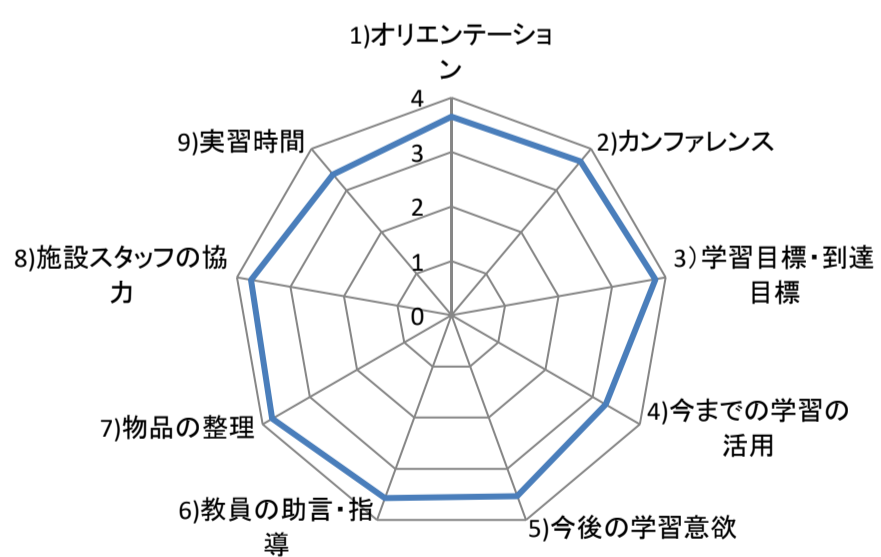 1)オリエンテーショ
ン
2)カンファレンス
3）学習目標・到達
目標
4)今までの学習の
活用
5)今後の学習意欲
6)教員の助言・指
導
7)物品の整理
8)施設スタッフの協
力
9)実習時間
4
3
2
1
0